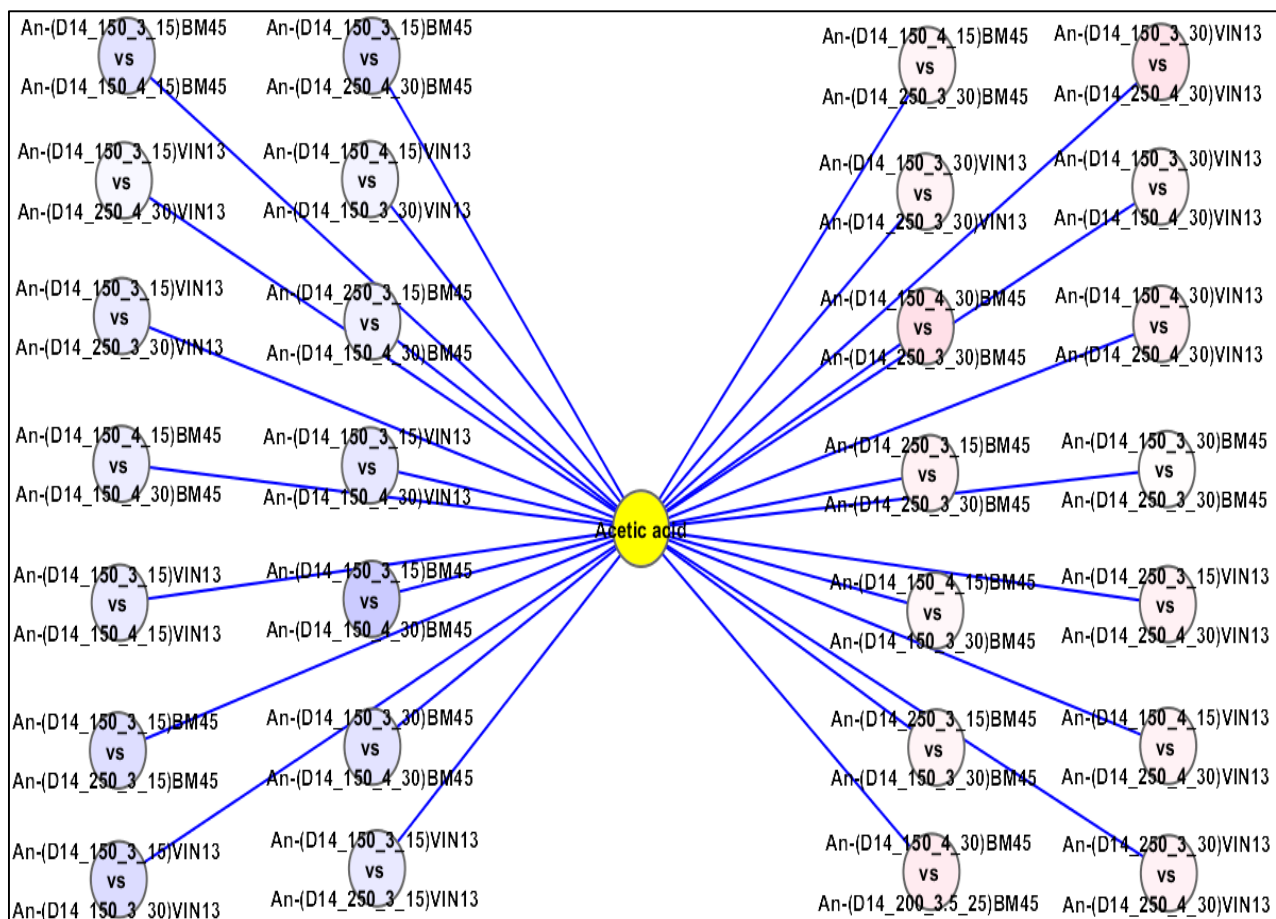 An-(D14_150_3_15)BM45
vs
An-(D14_150_4_15)BM45
An-(D14_150_3_15)BM45
vs
An-(D14_250_4_30)BM45
An-(D14_150_4_15)BM45
vs
An-(D14_250_3_30)BM45
An-(D14_150_3_30)VIN13
vs
An-(D14_250_4_30)VIN13
An-(D14_150_3_15)VIN13
vs
An-(D14_250_4_30)VIN13
An-(D14_150_4_15)VIN13
vs
An-(D14_150_3_30)VIN13
An-(D14_150_3_30)VIN13
vs
An-(D14_250_3_30)VIN13
An-(D14_150_3_30)VIN13
vs
An-(D14_150_4_30)VIN13
An-(D14_150_3_15)VIN13
vs
An-(D14_250_3_30)VIN13
An-(D14_250_3_15)BM45
vs
An-(D14_150_4_30)BM45
An-(D14_150_4_30)BM45
vs
An-(D14_250_3_30)BM45
An-(D14_150_4_30)VIN13
vs
An-(D14_250_4_30)VIN13
An-(D14_150_4_15)BM45
vs
An-(D14_150_4_30)BM45
An-(D14_150_3_15)VIN13
vs
An-(D14_150_4_30)VIN13
An-(D14_250_3_15)BM45
vs
An-(D14_250_3_30)BM45
An-(D14_150_3_30)BM45
vs
An-(D14_250_3_30)BM45
Acetic acid
An-(D14_150_3_15)VIN13
vs
An-(D14_150_4_15)VIN13
An-(D14_150_3_15)BM45
vs
An-(D14_150_4_30)BM45
An-(D14_150_4_15)BM45
vs
An-(D14_150_3_30)BM45
An-(D14_250_3_15)VIN13
vs
An-(D14_250_4_30)VIN13
An-(D14_150_3_15)BM45
vs
An-(D14_250_3_15)BM45
An-(D14_150_3_30)BM45
vs
An-(D14_150_4_30)BM45
An-(D14_250_3_15)BM45
vs
An-(D14_150_3_30)BM45
An-(D14_150_4_15)VIN13
vs
An-(D14_250_4_30)VIN13
An-(D14_150_3_15)VIN13
vs
An-(D14_150_3_30)VIN13
An-(D14_150_3_15)VIN13
vs
An-(D14_250_3_15)VIN13
An-(D14_150_4_30)BM45
vs
An-(D14_200_3.5_25)BM45
An-(D14_250_3_30)VIN13
vs
An-(D14_250_4_30)VIN13